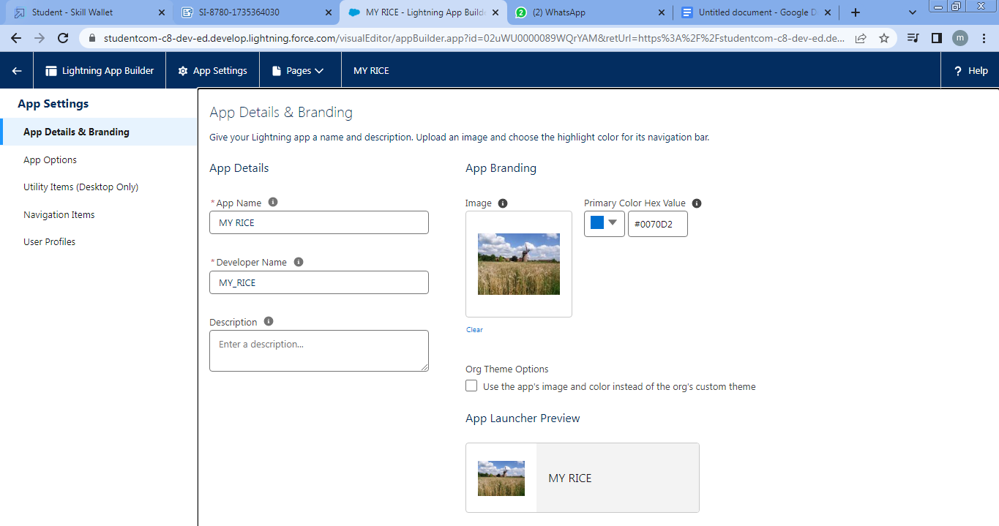 Student - Skill Wallet
SI-8780-1735364030
MY RICE - Lightning App Builde
2 (2) WhatsApp
Untitled document - Google D
studentcom-c8-dev-ed.develop.lightning.force.com/visualEditor/appBuilder.app?id=02uWU0000089WQrYAM&retUrl=https%3A%2F%2Fstudentcom-c8-dev-ed.de...
m
Lightning App Builder
App Settings
Pages
MY RICE
? Help
App Settings
App Details & Branding
App Options
Utility Items (Desktop Only)
Navigation Items
User Profiles
App Details & Branding
Give your Lightning app a name and description. Upload an image and choose the highlight color for its navigation bar.
App Details
*App Name
MY RICE
*Developer Name
MY_RICE
Description
Enter a description...
App Branding
Image
Clear
Primary Color Hex Value
#0070D2
Org Theme Options
Use the app's image and color instead of the org's custom theme
App Launcher Preview
MY RICE